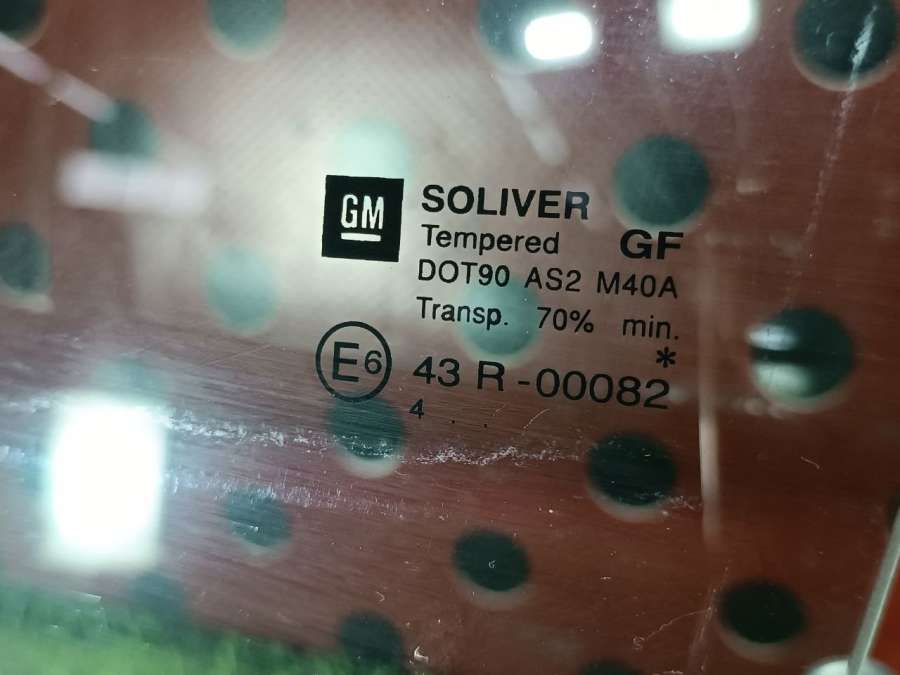 GM SOLIVER
Tempered GF
DOT90 AS2 M40A
Transp. 70% min.
*
E6 43 R -00082
4 . .